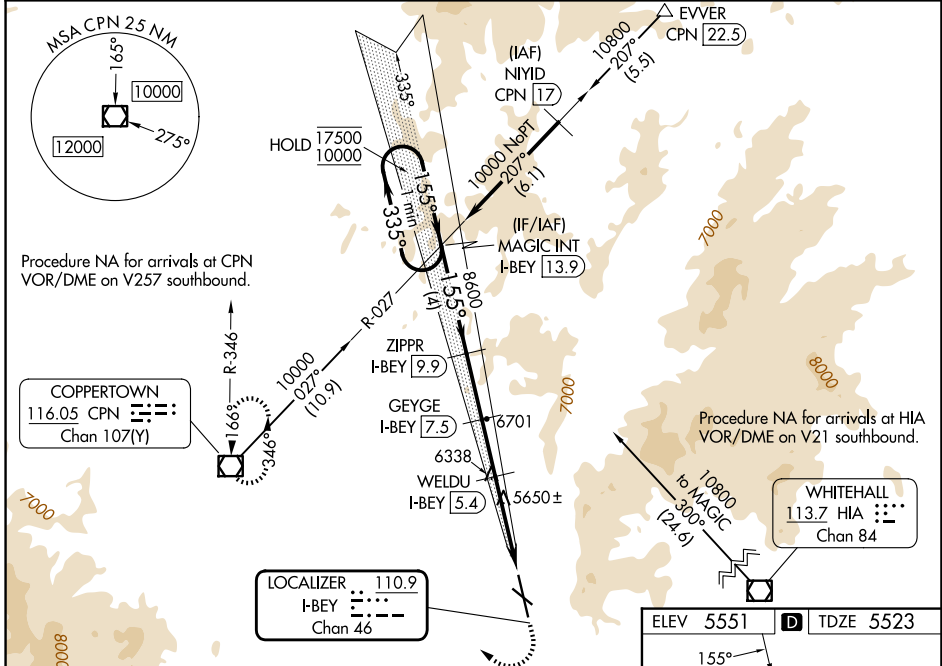 MSA CPN 25 NM
165°
10000
275°
12000
EVVER
CPN 22.5
10800
207°
(5.5)
(IAF)
NIYID
CPN 17
10000 NoPT
207°
(6.1)
335°
HOLD 17500
10000
155°
1 min
335°
(IF/IAF)
MAGIC INT
I-BEY 13.9
8600
155°
(4)
7000
Procedure NA for arrivals at CPN
VOR/DME on V257 southbound.
R-346
R-027
10000
027°
(10.9)
ZIPPR
I-BEY 9.9
7000
8000
COPPERTOWN
116.05 CPN
Chan 107(Y)
166°
346°
GEYGE
I-BEY 7.5
6701
Procedure NA for arrivals at HIA
VOR/DME on V21 southbound.
6338
WELDU
I-BEY 5.4
5650 ±
10800
to MAGIC
300°
(24.6)
WHITEHALL
113.7 HIA
Chan 84
7000
LOCALIZER 110.9
I-BEY
Chan 46
8000
ELEV 5551 D TDZE 5523
155°